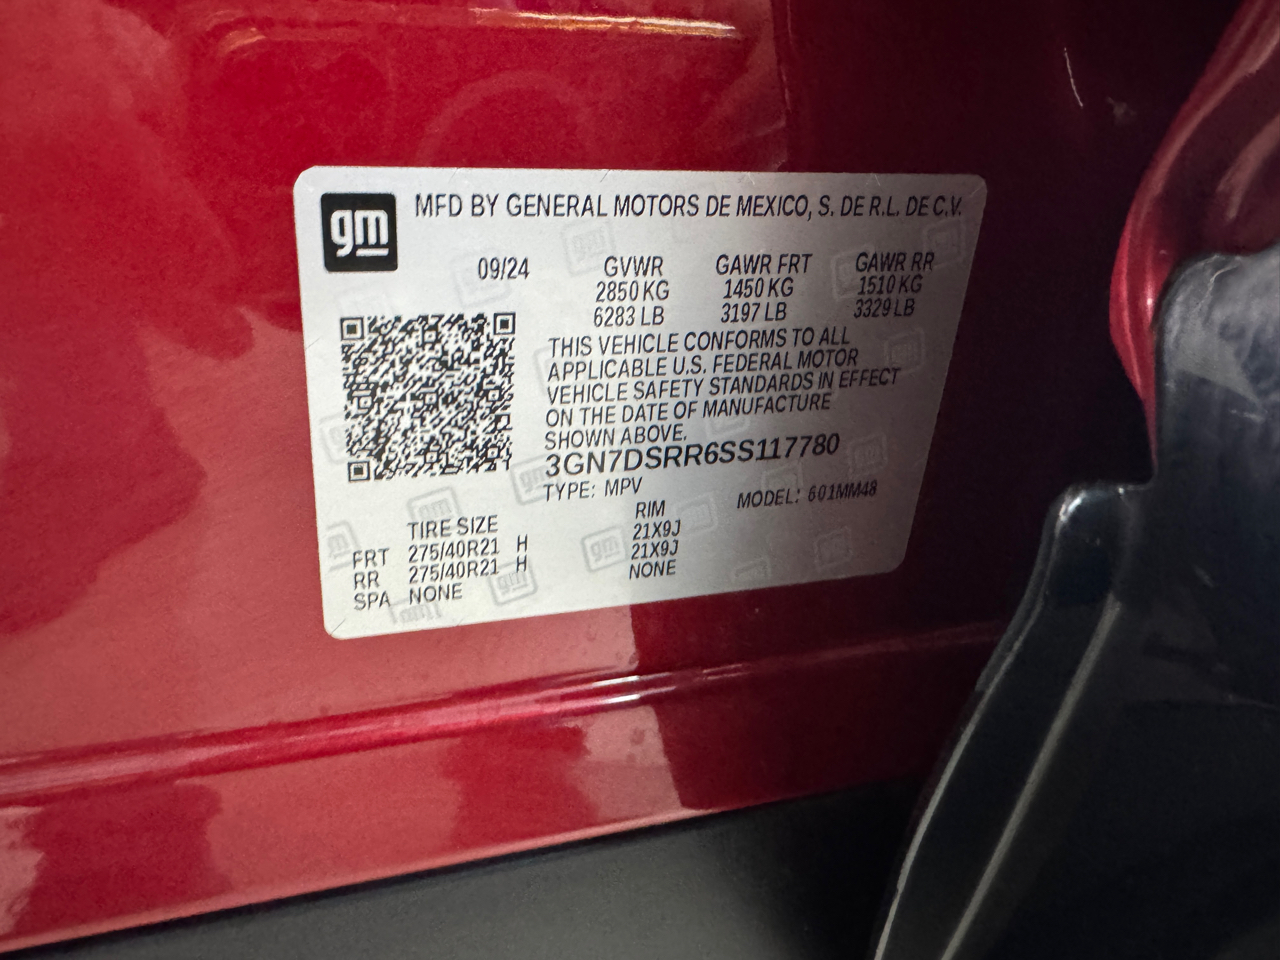 gm
MFD BY GENERAL MOTORS DE MEXICO, S. DE R.L. DE C.V.
09/24 GVWR GAWR FRT GAWR RR
2850 KG 1450 KG 1510 KG
6283 LB 3197 LB 3329 LB
THIS VEHICLE CONFORMS TO ALL
APPLICABLE U.S. FEDERAL MOTOR
VEHICLE SAFETY STANDARDS IN EFFECT
ON THE DATE OF MANUFACTURE
SHOWN ABOVE.
3GN7DSRR6SS117780
TYPE: MPV MODEL: 601MM48
TIRE SIZE RIM
FRT 275/40R21 H 21X9J
RR 275/40R21 H 21X9J
SPA NONE NONE